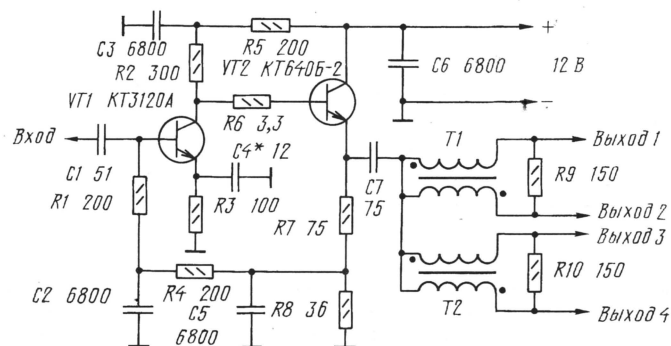 C3 6800
R5 200
+
R2 300
VT2 КТ640Б-2
C6 6800
12 В
VT1 КТ3120А
−
R6 3,3
Вход
T1
Выход 1
C4* 12
C1 51
C7
75
R9 150
R1 200
R3 100
R7 75
Выход 2
Выход 3
C2 6800
R4 200
R8 36
R10 150
C5
6800
T2
Выход 4